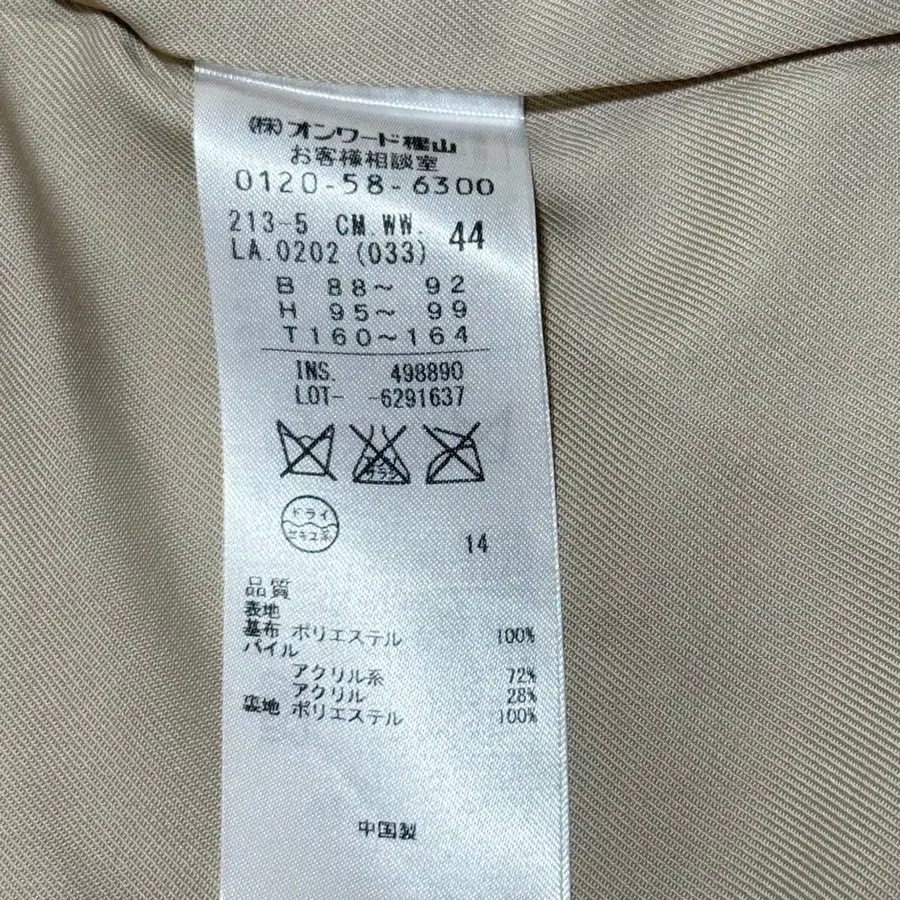 (株)オンワード樫山
お客様相談室
0120-58-6300
213-5 CM.WW. 44
LA.0202 (033)
B 88～ 92
H 95～ 99
T160～164
INS. 498890
LOT- -6291637
サラシ
ドライ
セキユ系
14
品質
表地
基布 ポリエステル 100%
パイル
アクリル系 72%
アクリル 28%
裏地 ポリエステル 100%
中国製